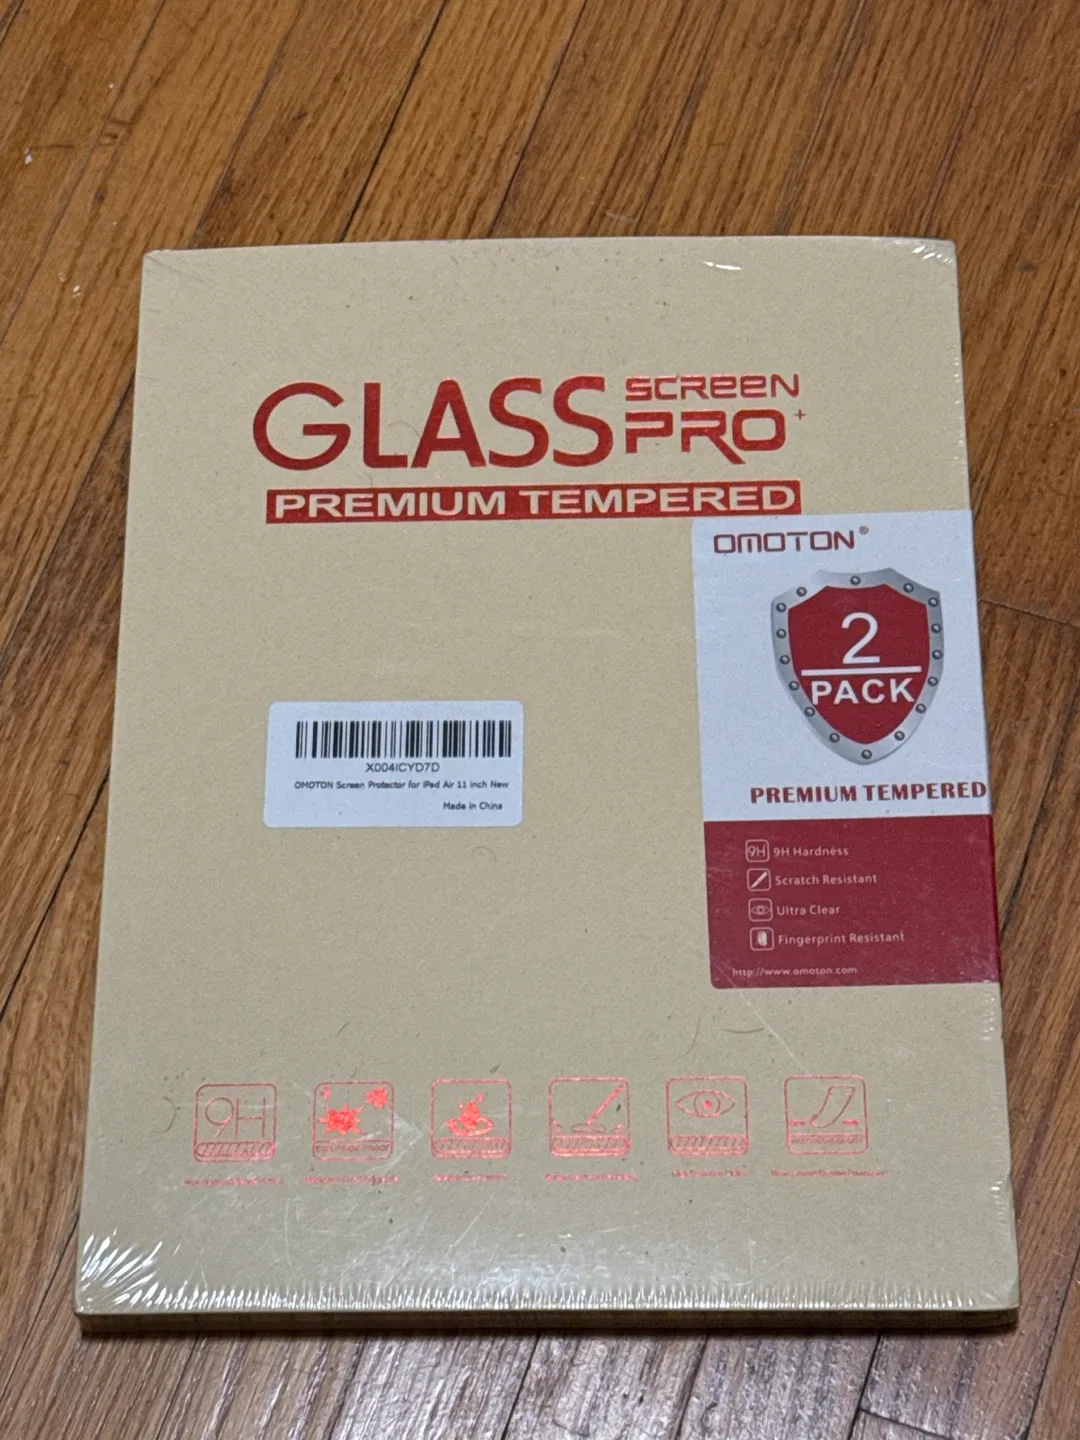 GLASS SCREEN PRO+
PREMIUM TEMPERED
OMOTON®
2
PACK
PREMIUM TEMPERED
9H 9H Hardness
Scratch Resistant
Ultra Clear
Fingerprint Resistant
http://www.omoton.com
X004ICYD7D
OMOTON Screen Protector for iPad Air 11 inch New
Made in China
9H